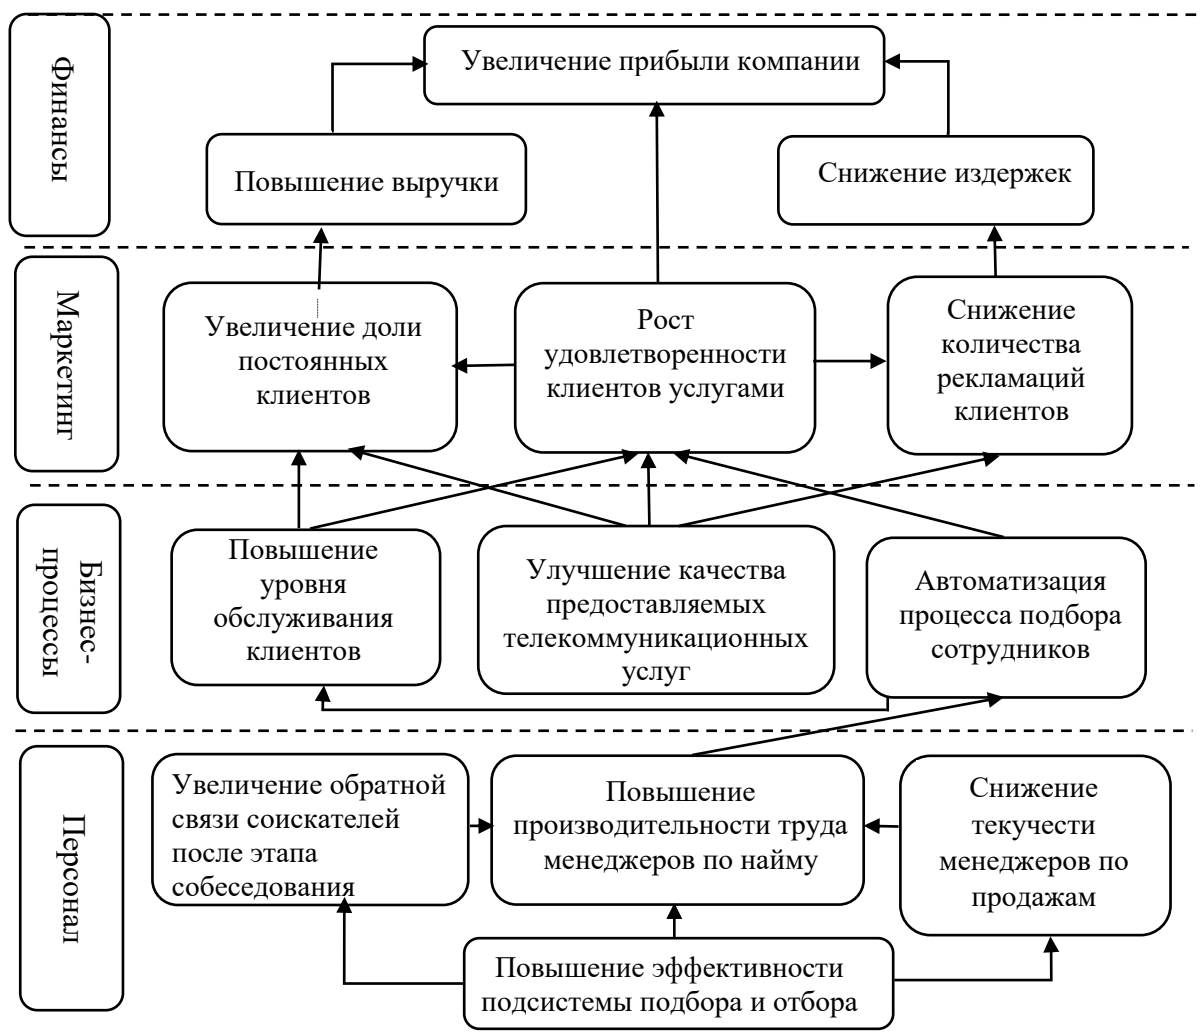 Финансы
Увеличение прибыли компании
Повышение выручки
Снижение издержек
Маркетинг
Увеличение доли
постоянных
клиентов
Рост
удовлетворенности
клиентов услугами
Снижение
количества
рекламаций
клиентов
Бизнес-
процессы
Повышение
уровня
обслуживания
клиентов
Улучшение качества
предоставляемых
телекоммуникационных
услуг
Автоматизация
процесса подбора
сотрудников
Персонал
Увеличение обратной
связи соискателей
после этапа
собеседования
Повышение
производительности труда
менеджеров по найму
Снижение
текучести
менеджеров по
продажам
Повышение эффективности
подсистемы подбора и отбора